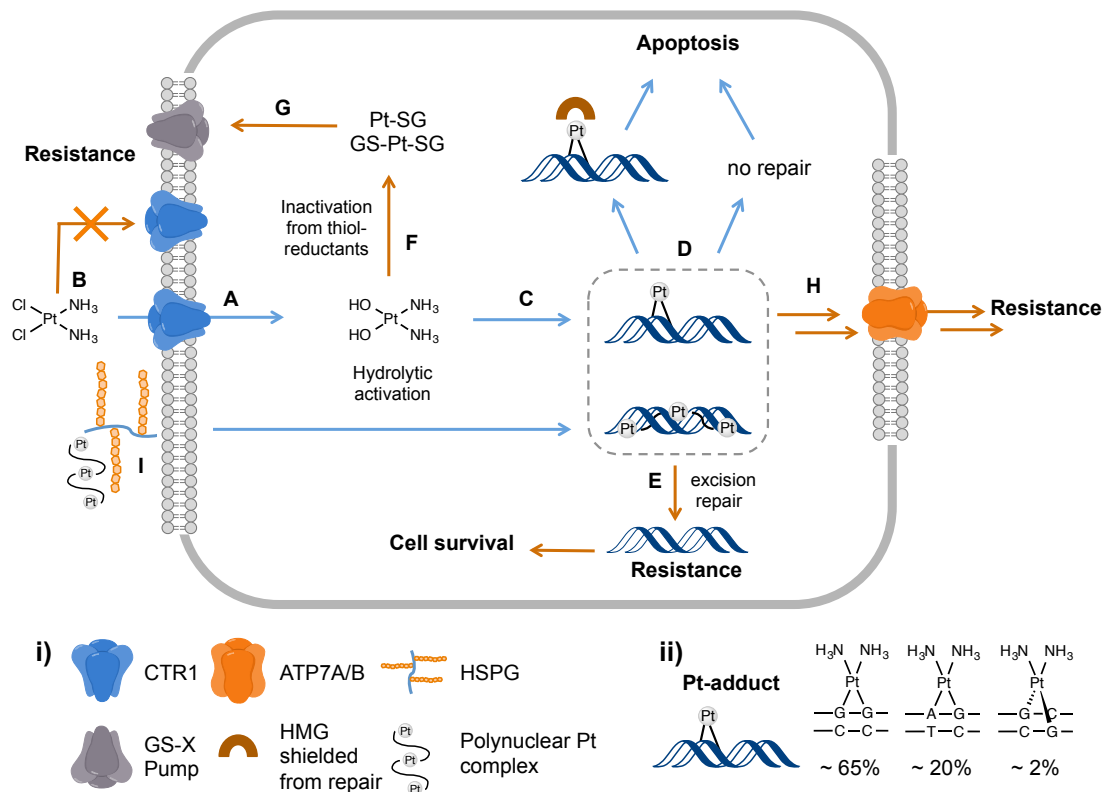 Apoptosis
G
Pt-SG
GS-Pt-SG
Pt
Resistance
no repair
Inactivation
from thiol-
reductants
F
D
B
A
C
H
Cl
NH3
Pt
Cl
NH3
HO
NH3
Pt
HO
NH3
Pt
Resistance
Hydrolytic
activation
Pt
Pt
Pt
Pt
Pt
Pt
I
E
excision
repair
Cell survival
Resistance
i)
CTR1
ATP7A/B
HSPG
GS-X
Pump
HMG
shielded
from repair
Pt
Pt
Pt
Polynuclear Pt
complex
ii)
Pt-adduct
Pt
H3N NH3
Pt
G G
C C
~ 65%
H3N NH3
Pt
A G
T C
~ 20%
H3N NH3
Pt
G C
C G
~ 2%